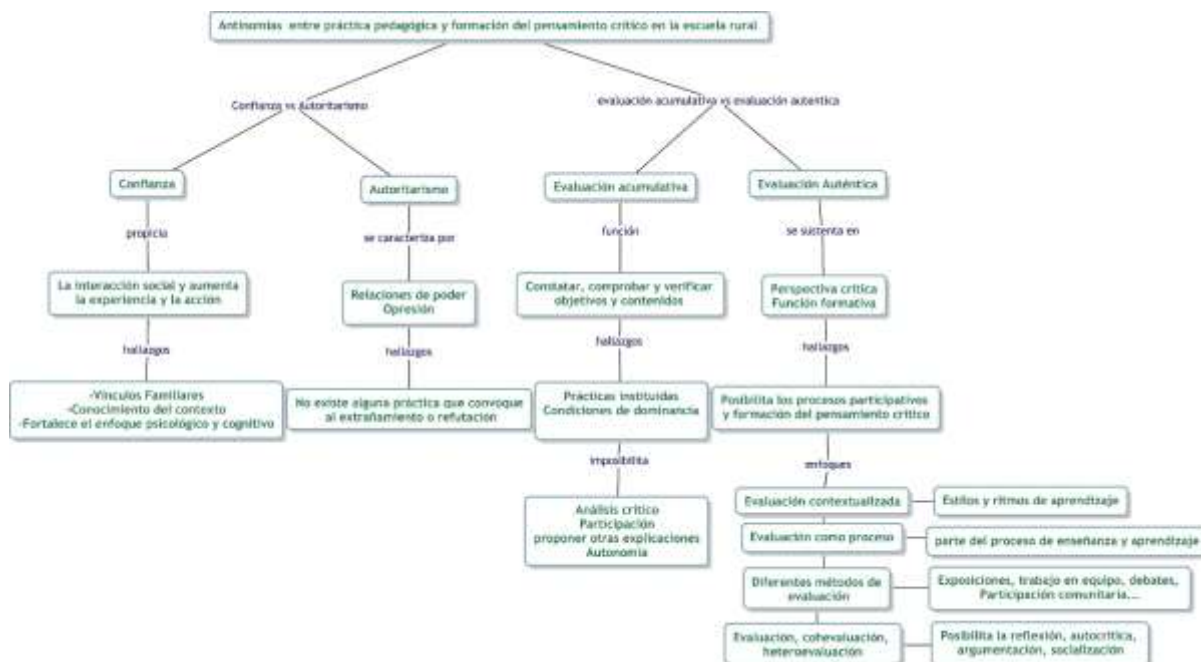 Antinomias entre práctica pedagógica y formación del pensamiento crítico en la escuela rural
Confianza vs Autoritarismo
evaluación acumulativa vs evaluación autentica
Confianza
Autoritarismo
Evaluación acumulativa
Evaluación Auténtica
propicia
se caracteriza por
función
se sustenta en
La interacción social y aumenta
la experiencia y la acción
Relaciones de poder
Opresión
Constatar, comprobar y verificar
objetivos y contenidos
Perspectiva crítica
Función formativa
hallazgos
hallazgos
hallazgos
hallazgos
-Vínculos Familiares
-Conocimiento del contexto
-Fortalece el enfoque psicológico y cognitivo
No existe alguna práctica que convoque
al extrañamiento o refutación
Prácticas instituidas
Condiciones de dominancia
Posibilita los procesos participativos
y formación del pensamiento crítico
imposibilita
enfoques
Análisis crítico
Participación
proponer otras explicaciones
Autonomía
Evaluación contextualizada
Estilos y ritmos de aprendizaje
Evaluación como proceso
parte del proceso de enseñanza y aprendizaje
Diferentes métodos de
evaluación
Exposiciones, trabajo en equipo, debates,
Participación comunitaria...
Evaluación, cohevaluación,
heteroevaluación
Posibilita la reflexión, autocrítica,
argumentación, socialización